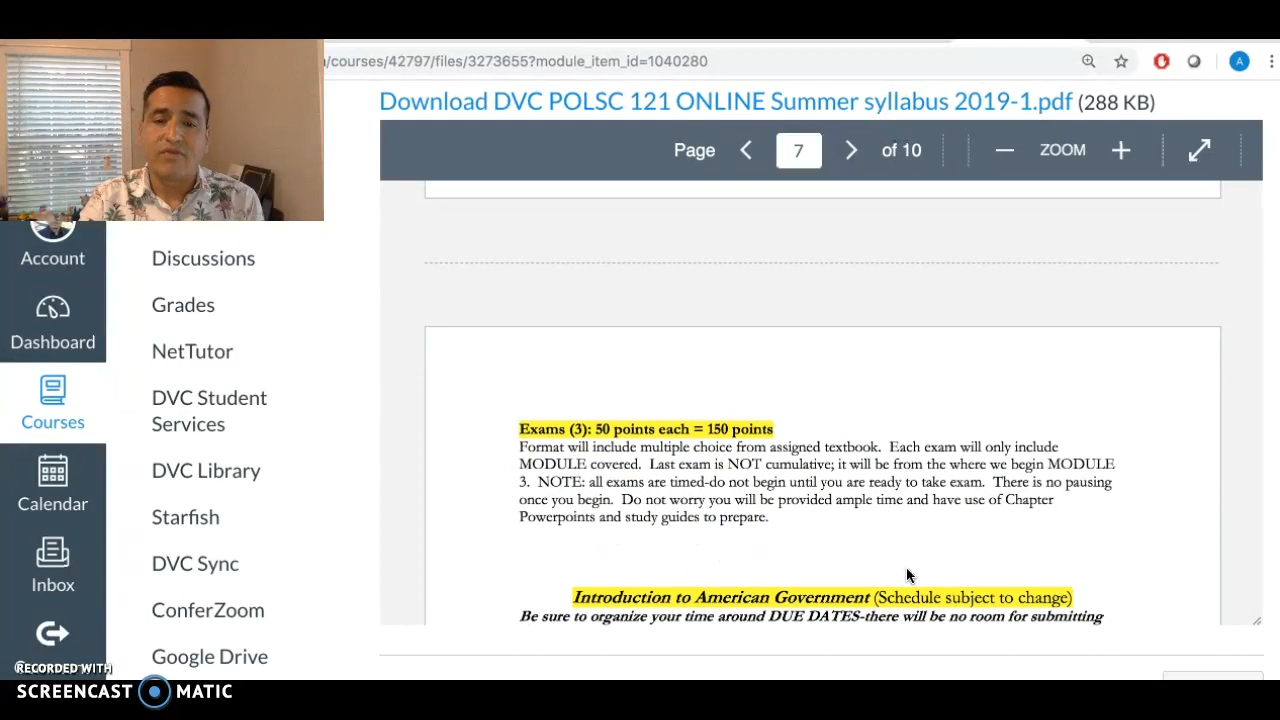 /courses/42797/files/3273655?module_item_id=1040280
A
Download DVC POLSC 121 ONLINE Summer syllabus 2019-1.pdf (288 KB)
Page 7 of 10 ZOOM
Account
Dashboard
Courses
Calendar
Inbox
Discussions
Grades
NetTutor
DVC Student
Services
DVC Library
Starfish
DVC Sync
ConferZoom
Google Drive
Exams (3): 50 points each = 150 points
Format will include multiple choice from assigned textbook. Each exam will only include
MODULE covered. Last exam is NOT cumulative; it will be from the where we begin MODULE
3. NOTE: all exams are timed-do not begin until you are ready to take exam. There is no pausing
once you begin. Do not worry you will be provided ample time and have use of Chapter
Powerpoints and study guides to prepare.
Introduction to American Government (Schedule subject to change)
Be sure to organize your time around DUE DATES-there will be no room for submitting
RECORDED WITH
SCREENCAST MATIC